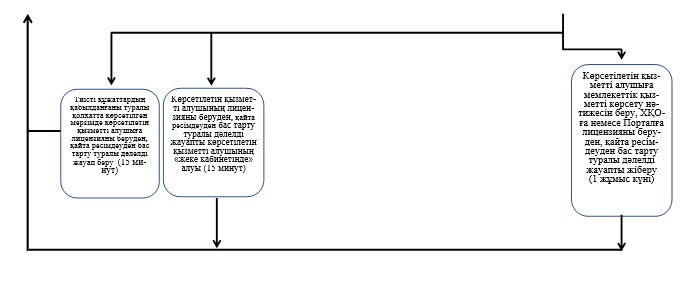 Тиісті құжаттардың
қабылданғаны туралы
қолхатта көрсетілген
мерзімде көрсетілетін
қызметті алушыға
лицензияны беруден,
қайта ресімдеуден бас
тарту туралы дәлелді
жауап беру (15 ми-
нут)
Көрсетілетін қызмет-
ті алушының лицен-
зияны беруден, қайта
ресімдеуден бас тарту
туралы дәлелді
жауапты көрсетілетін
қызметті алушының
«жеке кабинетінде»
алуы (15 минут)
Көрсетілетін қыз-
метті алушыға
мемлекеттік қыз-
метті көрсету нә-
тижесін беру, ХҚО-
ға немесе Порталға
лицензияны беру-
ден, қайта ресім-
деуден бас тарту
туралы дәлелді
жауапты жіберу
(1 жұмыс күні)